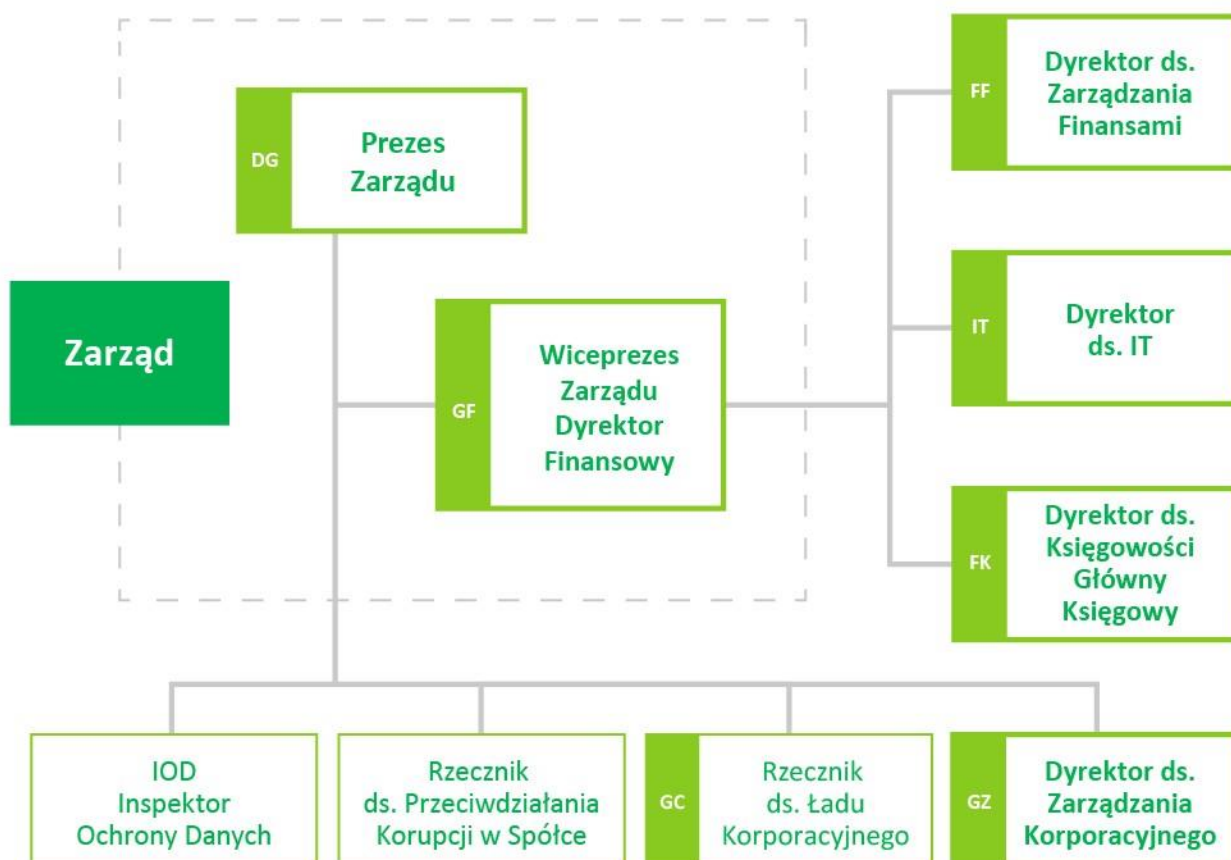 DG
Prezes
Zarządu
Zarząd
GF
Wiceprezes
Zarządu
Dyrektor
Finansowy
FF
Dyrektor ds.
Zarządzania
Finansami
IT
Dyrektor
ds. IT
FK
Dyrektor ds.
Księgowości
Główny
Księgowy
IOD
Inspektor
Ochrony Danych
Rzecznik
ds. Przeciwdziałania
Korupcji w Spółce
GC
Rzecznik
ds. Ładu
Korporacyjnego
GZ
Dyrektor ds.
Zarządzania
Korporacyjnego